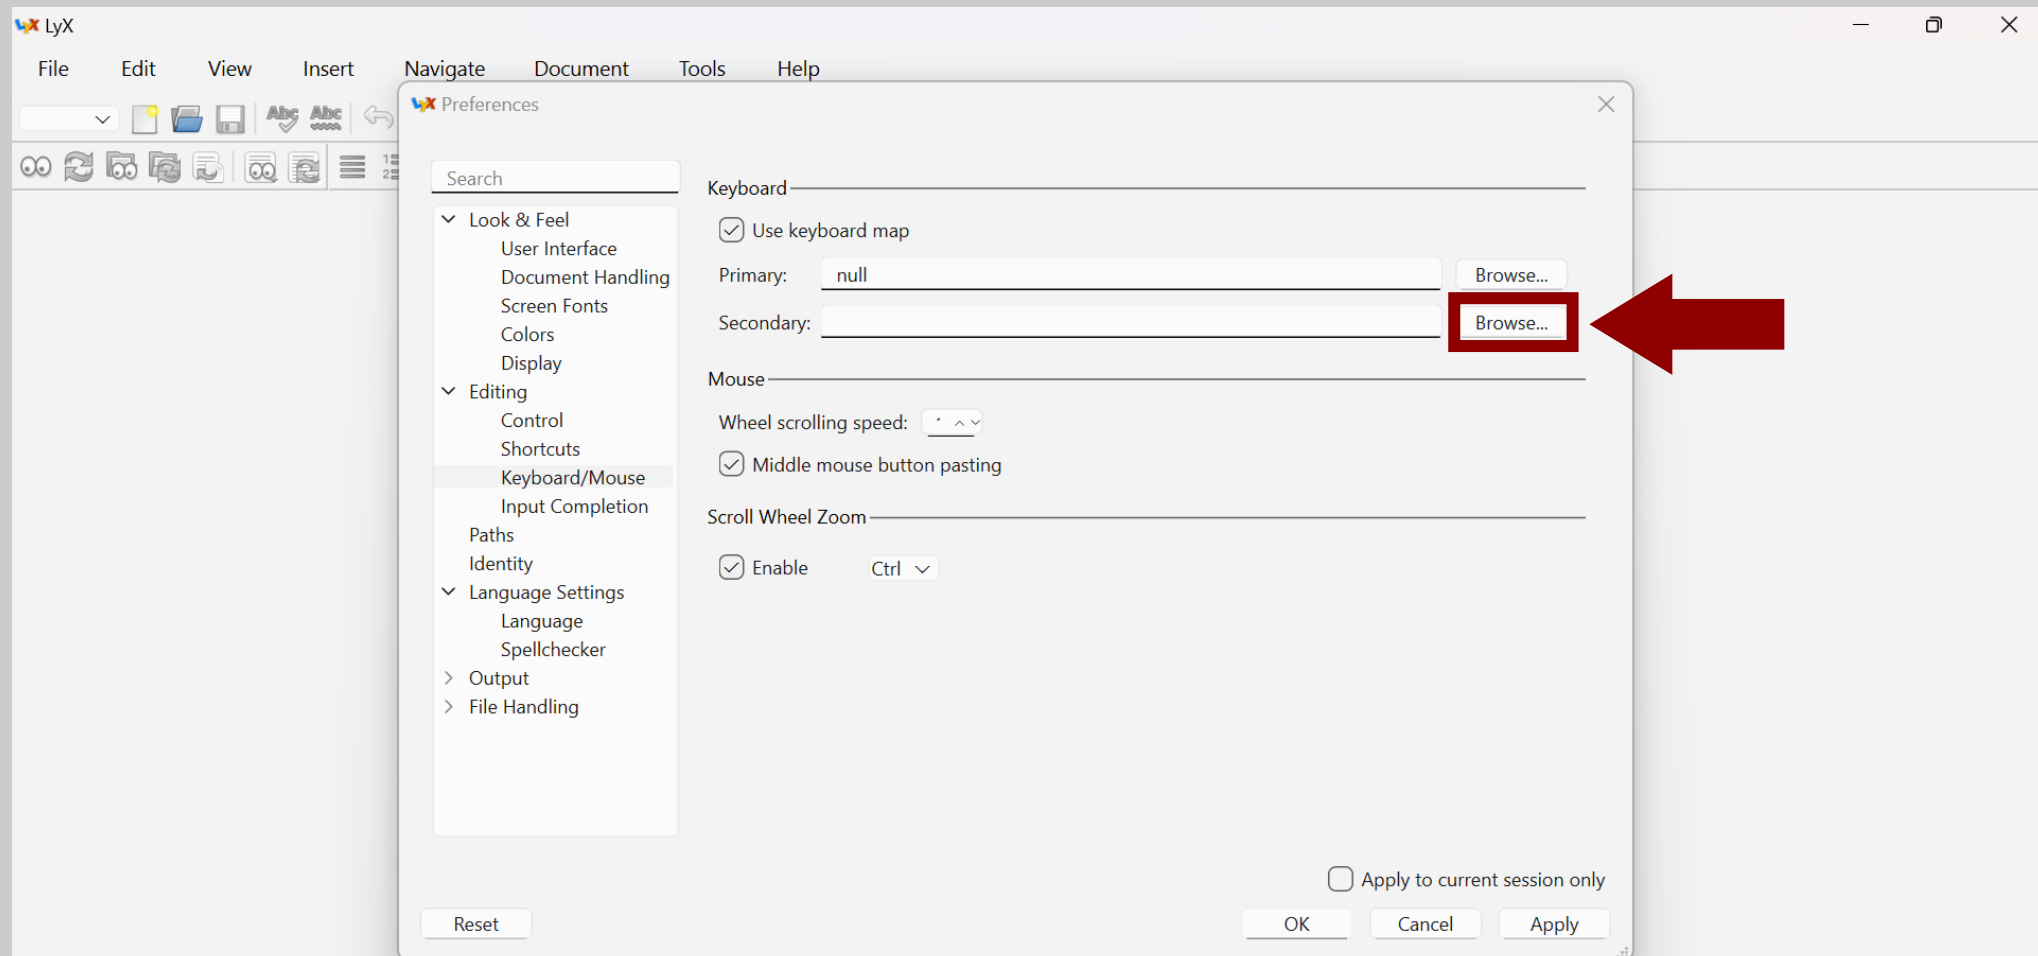 LyX
File Edit View Insert Navigate Document Tools Help
Preferences
Abc Abc
Search
Look & Feel
User Interface
Document Handling
Screen Fonts
Colors
Display
Editing
Control
Shortcuts
Keyboard/Mouse
Input Completion
Paths
Identity
Language Settings
Language
Spellchecker
Output
File Handling
Keyboard
Use keyboard map
Primary: null Browse...
Secondary: Browse...
Mouse
Wheel scrolling speed:
Middle mouse button pasting
Scroll Wheel Zoom
Enable Ctrl
Apply to current session only
Reset OK Cancel Apply